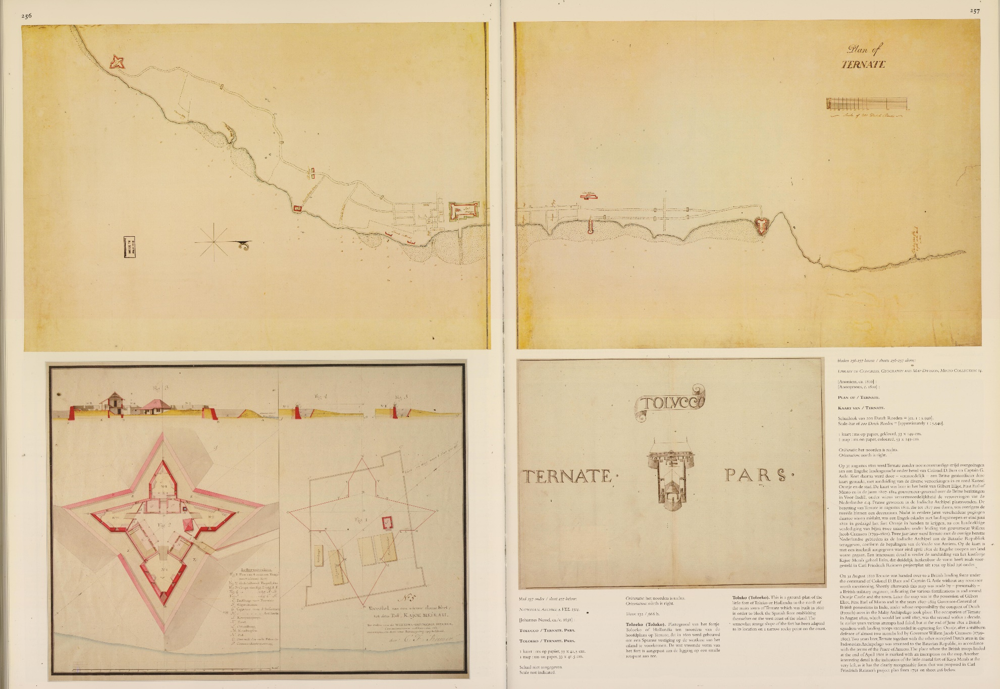 256
257
Plan of
TERNATE
Scale of 200 Dutch Roede
Fig. 3
Fig. 4
Fig. 5
Fig. 2
Fig. 1
Nº 5
Voorstel van een nieuw
tot den Pol, KAJOE MEIRAH.
door C. F. Reimer
TOLVCCO
TERNATE · PARS ·
bladen 256-257 boven / sheets 256-257 above:
Library of Congress, Geography and Map Division, Minto Collection 14.
[Anoniem, ca. 1810] :
[Anonymous, c. 1810] :
Plan of / Ternate.
Kaart van / Ternate.
Schaalstok van 200 Dutch Roeden = [ca. 1 : 5.940].
Scale-bar of 200 Dutch Roeden = [approximately 1 : 5.940].
1 kaart : ms op papier, gekleurd, 53 x 149 cm.
1 map : ms on paper, coloured, 53 x 149 cm.
Oriëntatie: het noorden is rechts.
Orientation: north is right.
Op 31 augustus 1810 werd Ternate zonder noemenswaardige strijd overgedragen
aan een Engelse landingsmacht onder bevel van Colonel D. Burt en Captain G.
Astle. Kort daarna werd door – vermoedelijk – een Britse genieofficier deze
kaart gemaakt, met aanduiding van de diverse versterkingen in en rond Kasteel
Oranje en de stad. De kaart was later in het bezit van Gilbert Elliot, First Earl of
Minto en in de jaren 1807-1814 gouverneur-generaal over de Britse bezittingen
in Voor-Indië, onder wiens verantwoordelijkheid de veroveringen van de
Nederlandse c.q. Franse gewesten in de Indische Archipel plaatsvonden. De
bezetting van Ternate in augustus 1810, die tot 1817 zou duren, was overigens de
tweede binnen een decennium. Nadat in eerdere jaren verscheidene pogingen
daartoe waren mislukt, was een Engels eskader met landingstroepen er eind juni
1801 in geslaagd het fort Oranje in handen te krijgen, na een hardnekkige
verdediging van bijna twee maanden onder leiding van gouverneur Willem
Jacob Cranssen (1799-1801). Twee jaar later werd Ternate met de overige bezette
Nederlandse gebieden in de Indische Archipel aan de Bataafse Republiek
teruggeven, conform de bepalingen van de Vrede van Amiens. Op de kaart is
met een inschrift aangegeven waar eind april 1801 de Engelse troepen aan land
waren gegaan. Een interessant detail is verder de aanduiding van het kustfortje
Kajoe Merah geheel links, dat duidelijk herkenbaar de vorm heeft zoals voor-
gesteld in Carl Friedrich Reimers projectplan uit 1791 op blad 256 onder.
On 31 August 1810 Ternate was handed over to a British landing force under
the command of Colonel D. Burt and Captain G. Astle without any resistance
worth mentioning. Shortly afterwards this map was made by – presumably –
a British military engineer, indicating the various fortifications in and around
Oranje Castle and the town. Later the map was in the possession of Gilbert
Eliot, First Earl of Minto and in the years 1807-1814 Governor-General of
British possessions in India, under whose responsibility the conquest of Dutch
(French) areas in the Malay Archipelago took place. The occupation of Ternate
in August 1810, which would last until 1817, was the second within a decade.
In earlier years various attempts had failed, but at the end of June 1801 a British
squadron with landing troops succeeded in capturing fort Oranje, after a stubborn
defence of almost two months led by Governor Willem Jacob Cranssen (1799-
1801). Two years later, Ternate together with the other occupied Dutch areas in the
Indonesian Archipelago was returned to the Batavian Republic, in accordance
with the terms of the Peace of Amiens. The place where the British troops landed
at the end of April 1801 is marked with an inscription on the map. Another
interesting detail is the indication of the little coastal fort of Kayu Merah at the
very left, as it has the clearly recognizable form that was proposed in Carl
Friedrich Reimer's project plan from 1791 on sheet 256 below.
blad 257 onder / sheet 257 below:
Nationaal Archief, 4. VEL 1314.
[Johannes Nessel, ca./c. 1651] :
Tolucco / Ternate. Pars.
Toloeko / Ternate. Pars.
1 kaart : ms op papier, 33 x 41,5 cm.
1 map : ms on paper, 33 x 41.5 cm.
Schaal niet aangegeven.
Scale not indicated.
Oriëntatie: het noorden is rechts.
Orientation: north is right.
Verso: 132 / 668 b.
Toloeko (Toluko). Plattegrond van het fortje
Toloeko of Hollandia ten noorden van de
hoofdplaats op Ternate, dat in 1610 werd gebouwd
om een Spaanse vestiging op de westkust van het
eiland te voorkomen. De wat vreemde vorm van
het fort is aangepast aan de ligging op een smalle
rotspunt aan zee.
Toluko (Toloeko). This is a ground-plan of the
little fort of Toluko or Hollandia to the north of
the main town of Ternate which was built in 1610
in order to block the Spanish from establishing
themselves on the west coast of the island. The
somewhat strange shape of the fort has been adapted
to its location on a narrow rocky point on the coast.